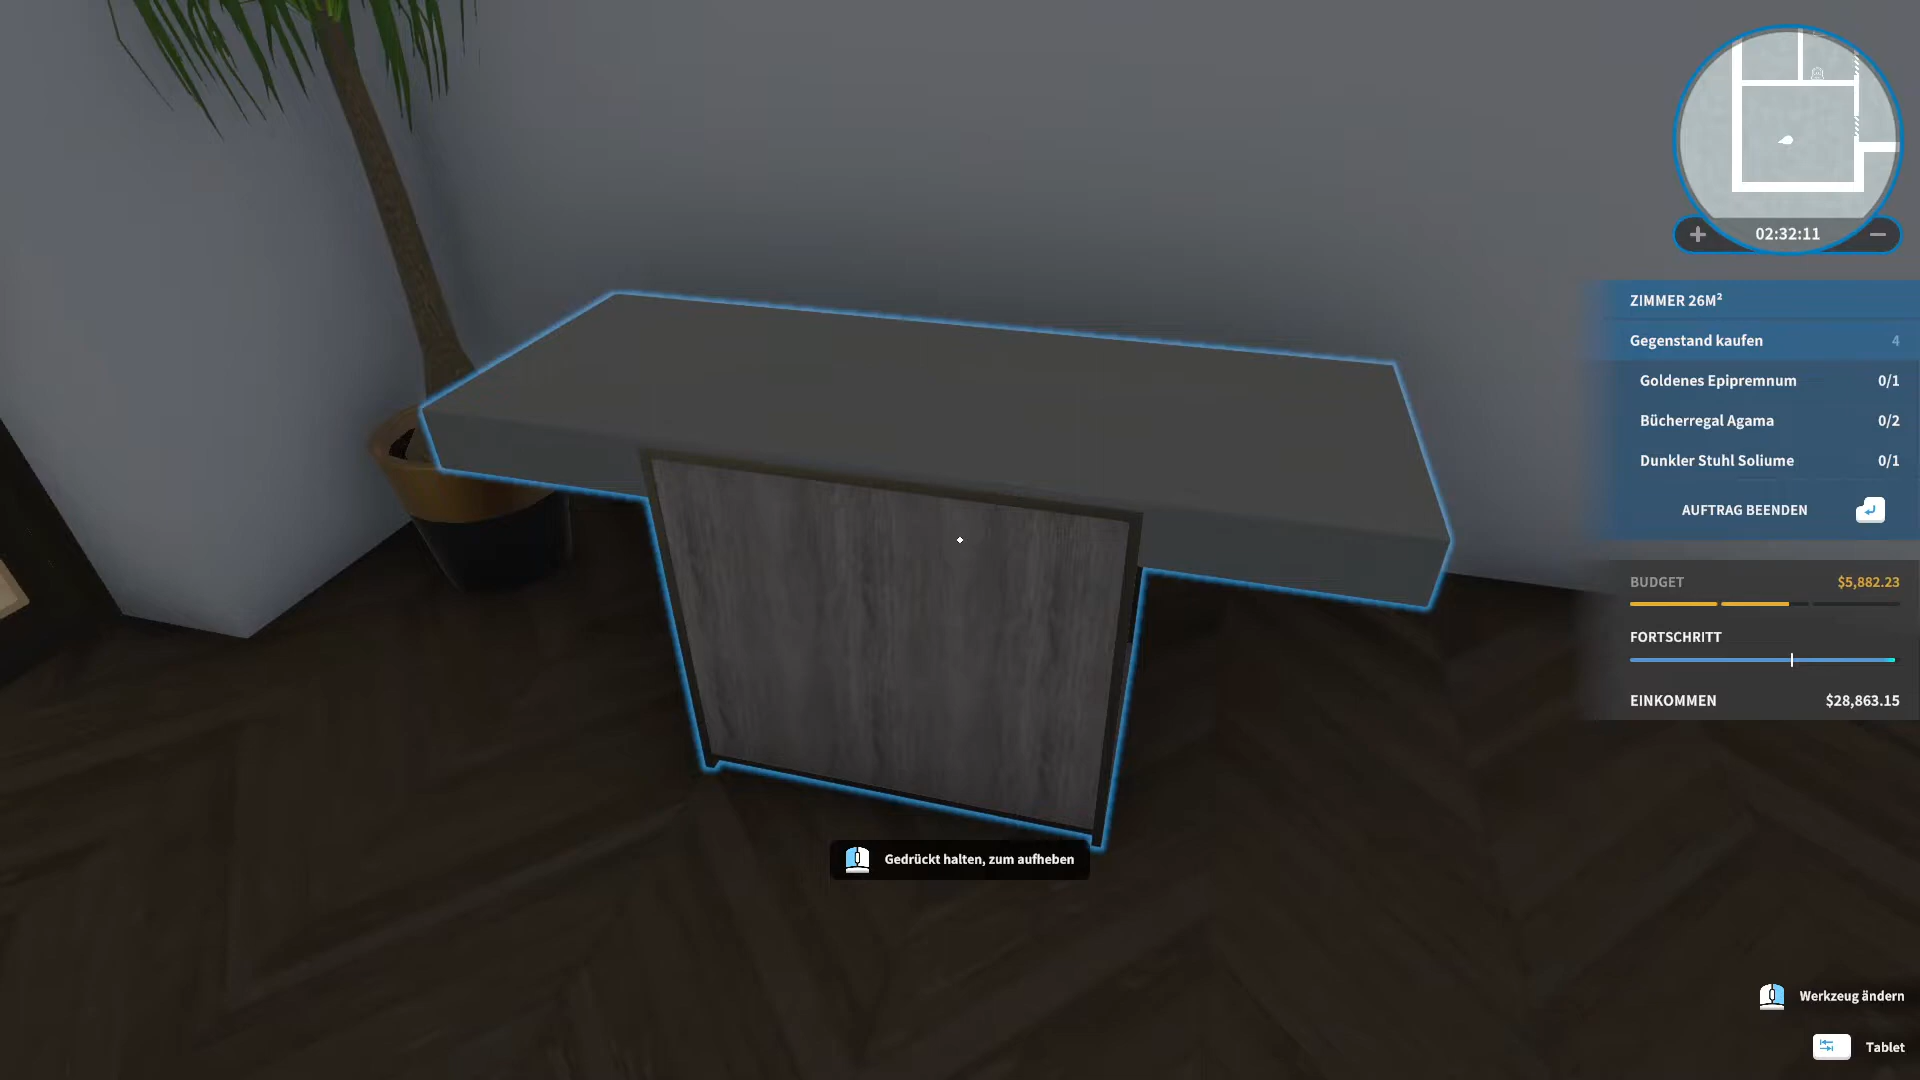 02:32:11
ZIMMER 26M²
Gegenstand kaufen 4
Goldenes Epipremnum 0/1
Bücherregal Agama 0/2
Dunkler Stuhl Soliume 0/1
AUFTRAG BEENDEN
BUDGET $5,882.23
FORTSCHRITT
EINKOMMEN $28,863.15
Gedrückt halten, zum aufheben
Werkzeug ändern
Tablet